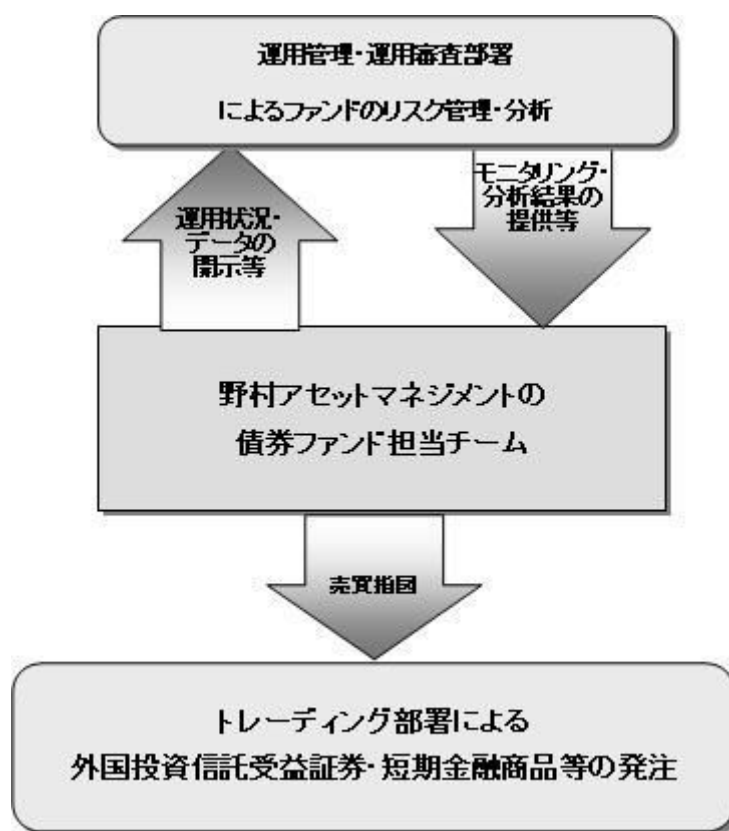 運用管理・運用審査部署
によるファンドのリスク管理・分析
運用状況・
データの
開示等
モニタリング・
分析結果の
提供等
野村アセットマネジメントの
債券ファンド担当チーム
売買指図
トレーディング部署による
外国投資信託受益証券・短期金融商品等の発注